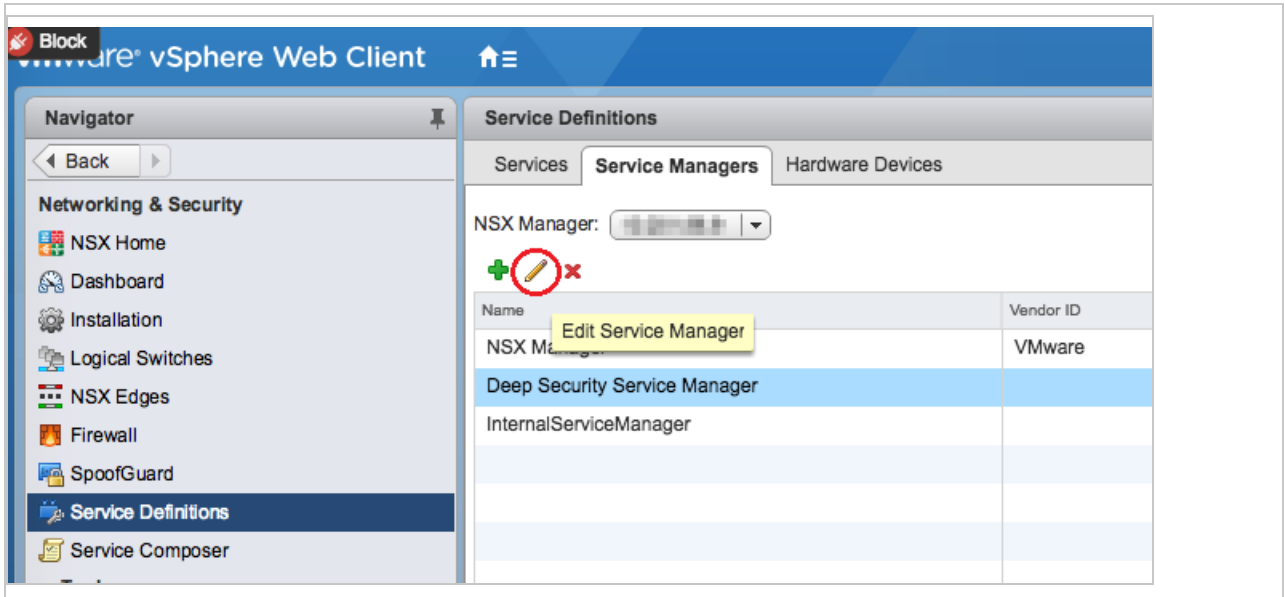 Block
vSphere Web Client
Navigator
Back
Networking & Security
NSX Home
Dashboard
Installation
Logical Switches
NSX Edges
Firewall
SpoofGuard
Service Definitions
Service Composer
Service Definitions
Services Service Managers Hardware Devices
NSX Manager:
Name Vendor ID
Edit Service Manager
NSX VMware
Deep Security Service Manager
InternalServiceManager